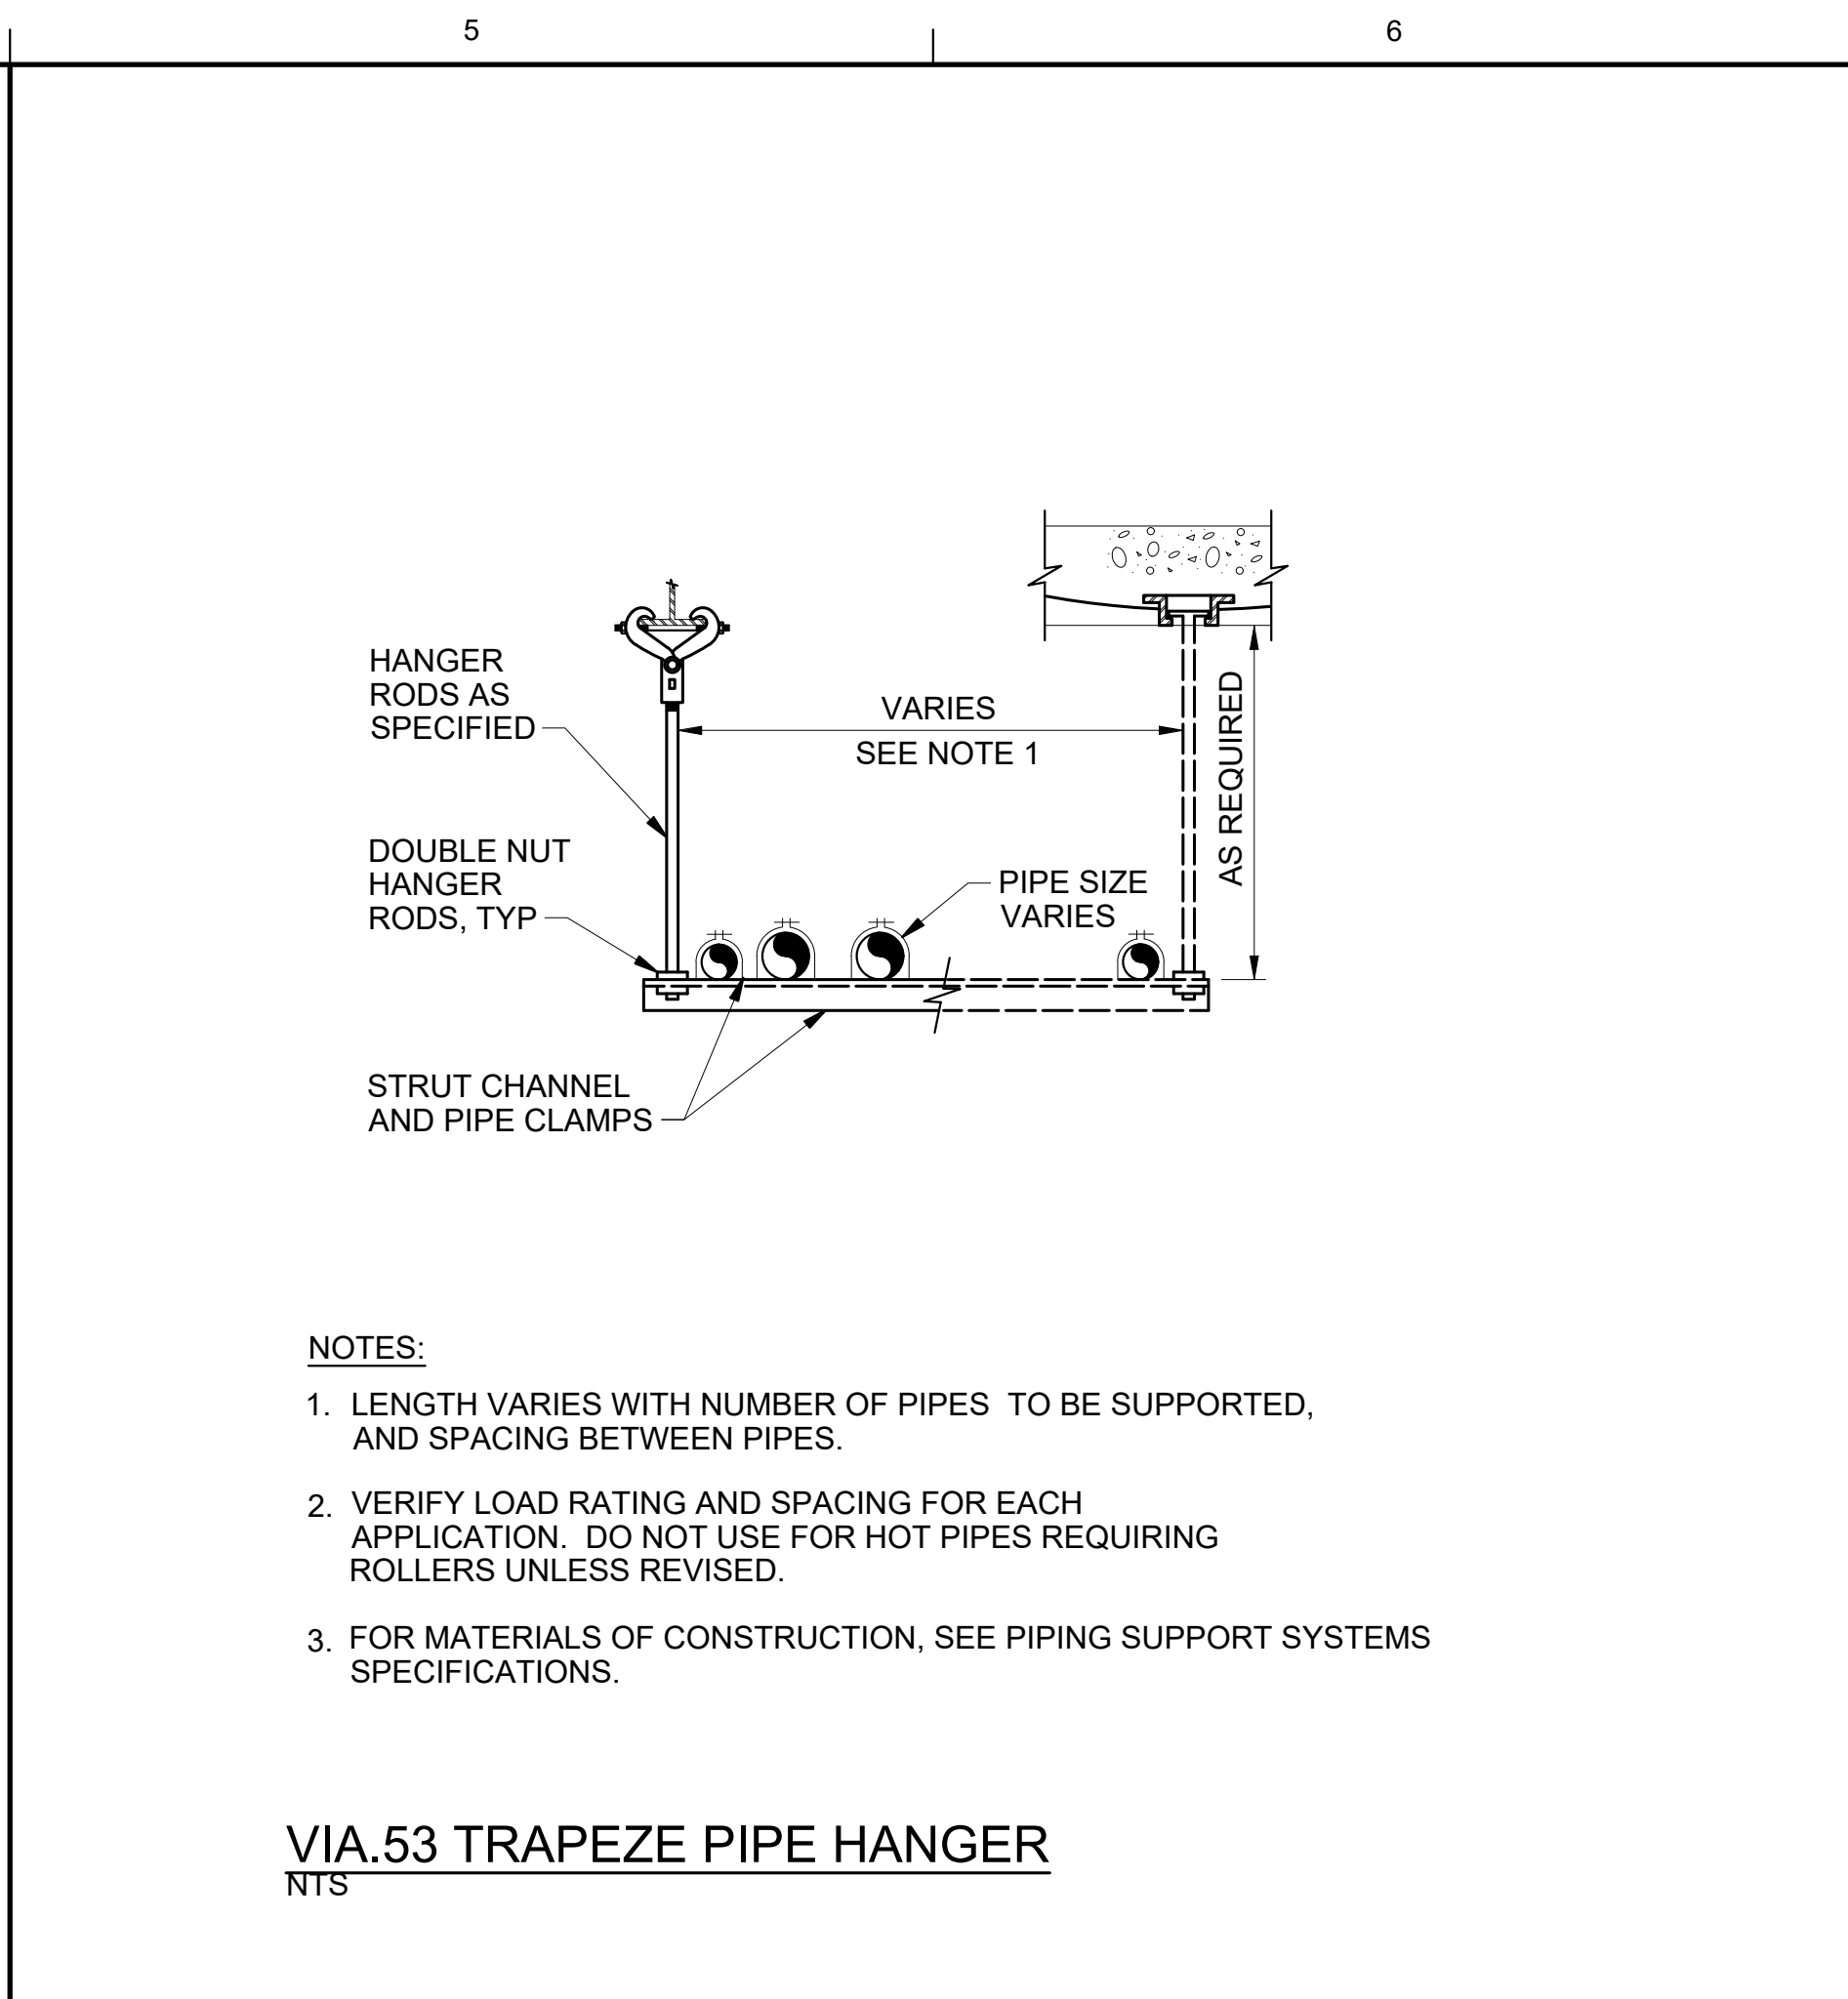 5
6
HANGER
RODS AS
SPECIFIED
VARIES
SEE NOTE 1
AS REQUIRED
DOUBLE NUT
HANGER
RODS, TYP
PIPE SIZE
VARIES
STRUT CHANNEL
AND PIPE CLAMPS
NOTES:
1. LENGTH VARIES WITH NUMBER OF PIPES  TO BE SUPPORTED,
AND SPACING BETWEEN PIPES.
2. VERIFY LOAD RATING AND SPACING FOR EACH
APPLICATION.  DO NOT USE FOR HOT PIPES REQUIRING
ROLLERS UNLESS REVISED.
3. FOR MATERIALS OF CONSTRUCTION, SEE PIPING SUPPORT SYSTEMS
SPECIFICATIONS.
VIA.53 TRAPEZE PIPE HANGER
NTS